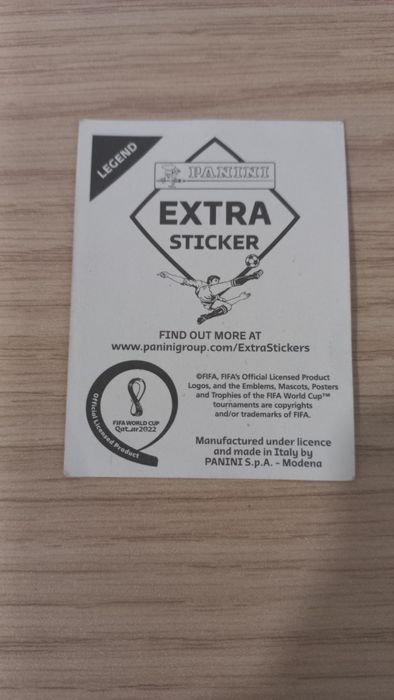 LEGEND
PANINI
EXTRA
STICKER
FIND OUT MORE AT
www.paninigroup.com/ExtraStickers
©FIFA, FIFA's Official Licensed Product
Logos, and the Emblems, Mascots, Posters
and Trophies of the FIFA World Cup™
tournaments are copyrights
and/or trademarks of FIFA.
FIFA WORLD CUP
Qatar2022
Official Licensed Product
Manufactured under licence
and made in Italy by
PANINI S.p.A. - Modena